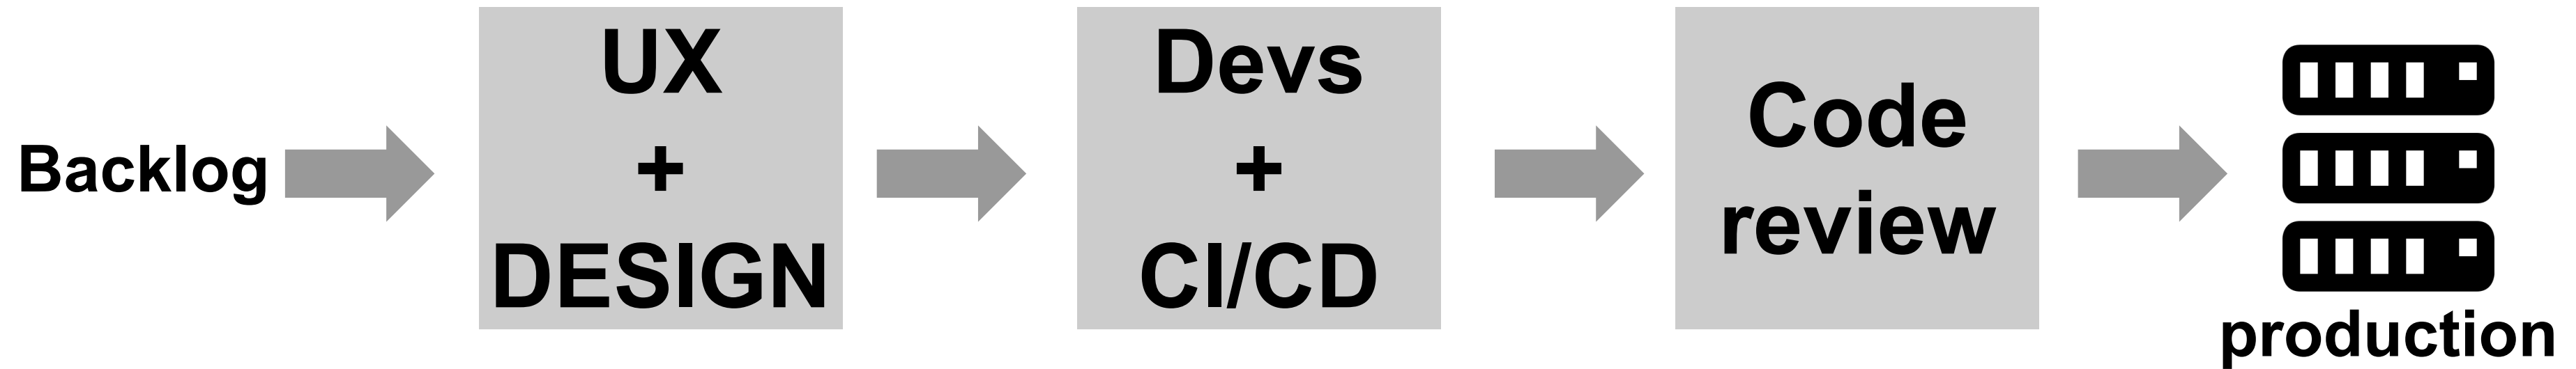 Backlog
UX
+
DESIGN
Devs
+
CI/CD
Code
review
production